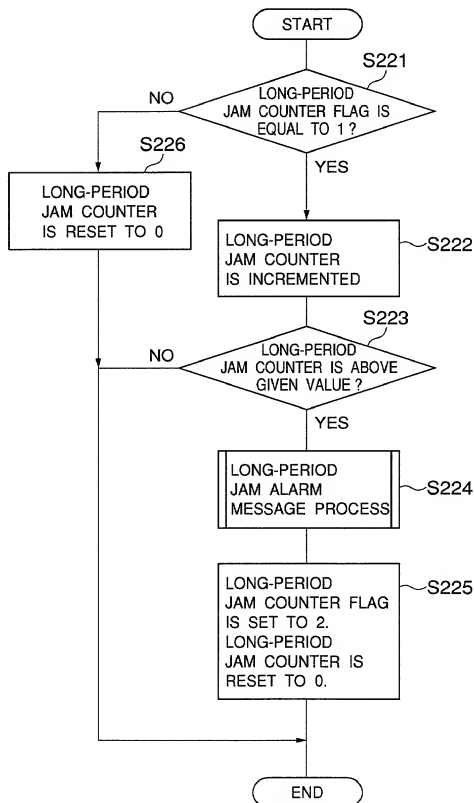 START
S221
LONG-PERIOD
JAM COUNTER FLAG IS
EQUAL TO 1?
NO
YES
S226
LONG-PERIOD
JAM COUNTER
IS RESET TO 0
S222
LONG-PERIOD
JAM COUNTER
IS INCREMENTED
S223
LONG-PERIOD
JAM COUNTER IS ABOVE
GIVEN VALUE?
NO
YES
S224
LONG-PERIOD
JAM ALARM
MESSAGE PROCESS
S225
LONG-PERIOD
JAM COUNTER FLAG
IS SET TO 2.
LONG-PERIOD
JAM COUNTER IS
RESET TO 0.
END